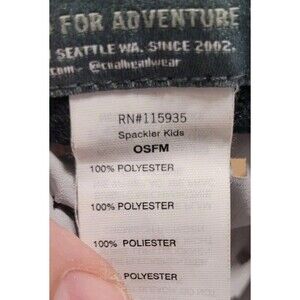 FOR ADVENTURE
SEATTLE WA. SINCE 2002.
RN#115935
Spackler Kids
OSFM
100% POLYESTER
100% POLYESTER
100% POLIESTER
POLYESTER